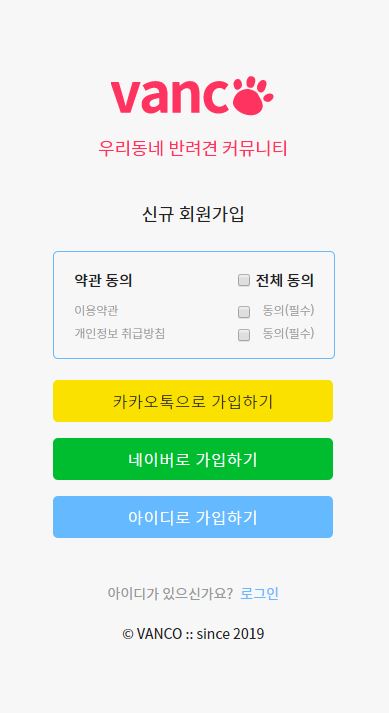 vanco
우리동네 반려견 커뮤니티
신규 회원가입
약관 동의 전체 동의
이용약관 동의(필수)
개인정보 취급방침 동의(필수)
카카오톡으로 가입하기
네이버로 가입하기
아이디로 가입하기
아이디가 있으신가요? 로그인
© VANCO :: since 2019